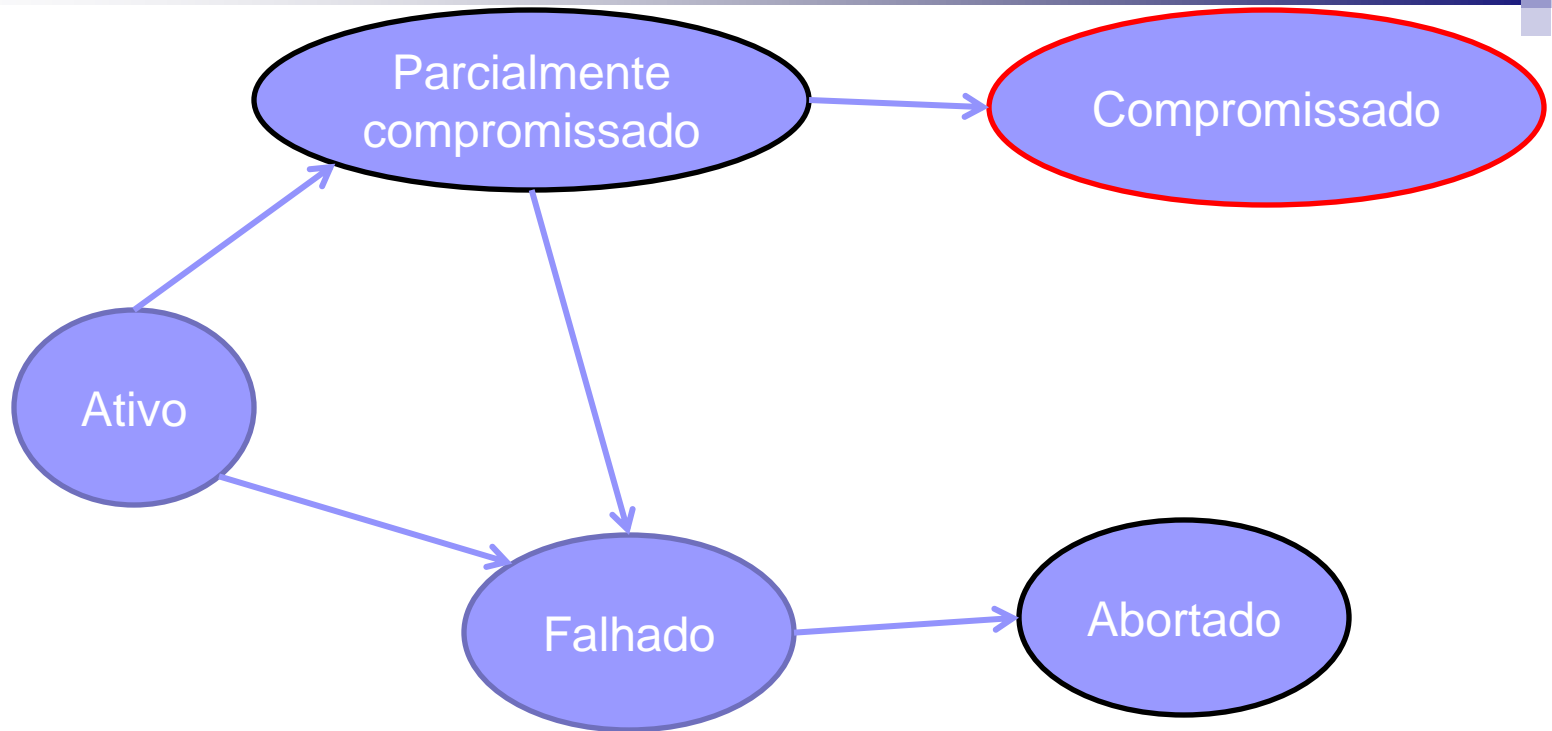 Parcialmente
compromissado
Compromissado
Ativo
Falhado
Abortado